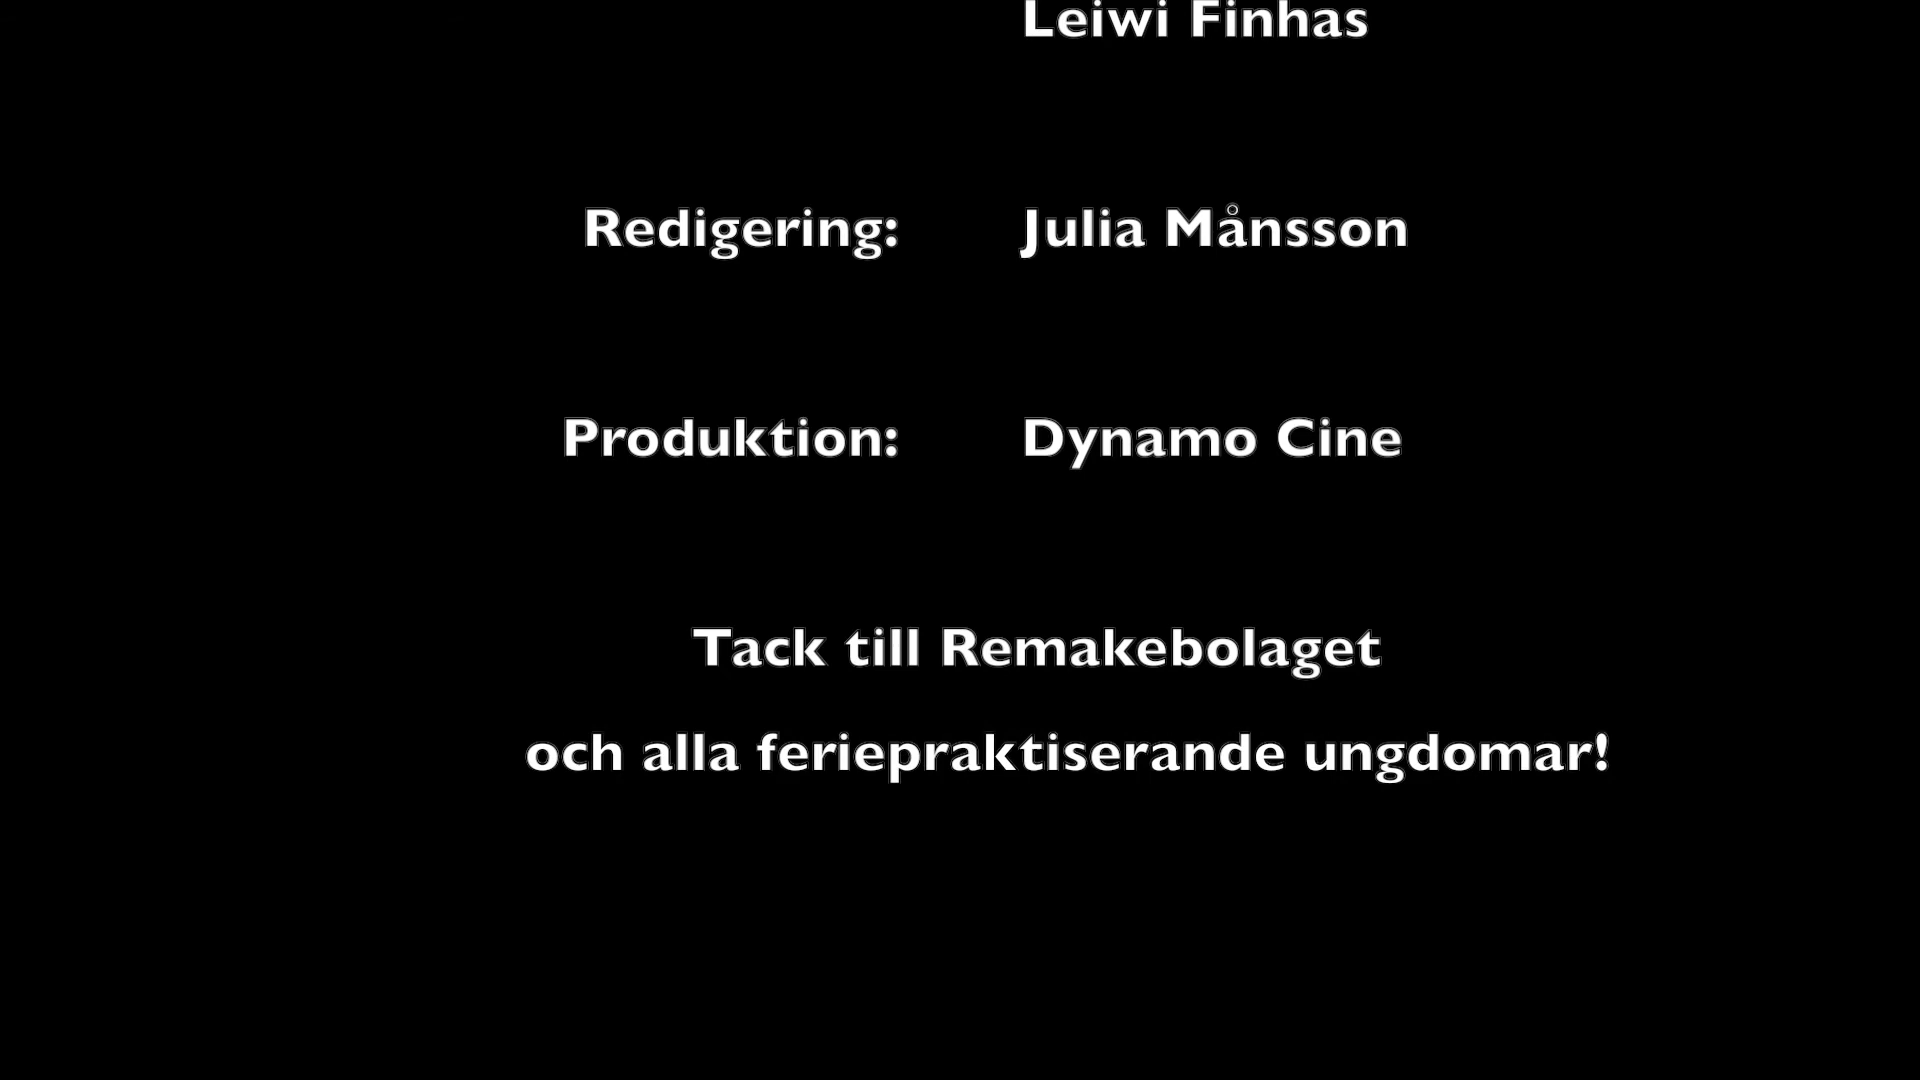 Leiwi Finhas
Redigering: Julia Månsson
Produktion: Dynamo Cine
Tack till Remakebolaget
och alla feriepraktiserande ungdomar!